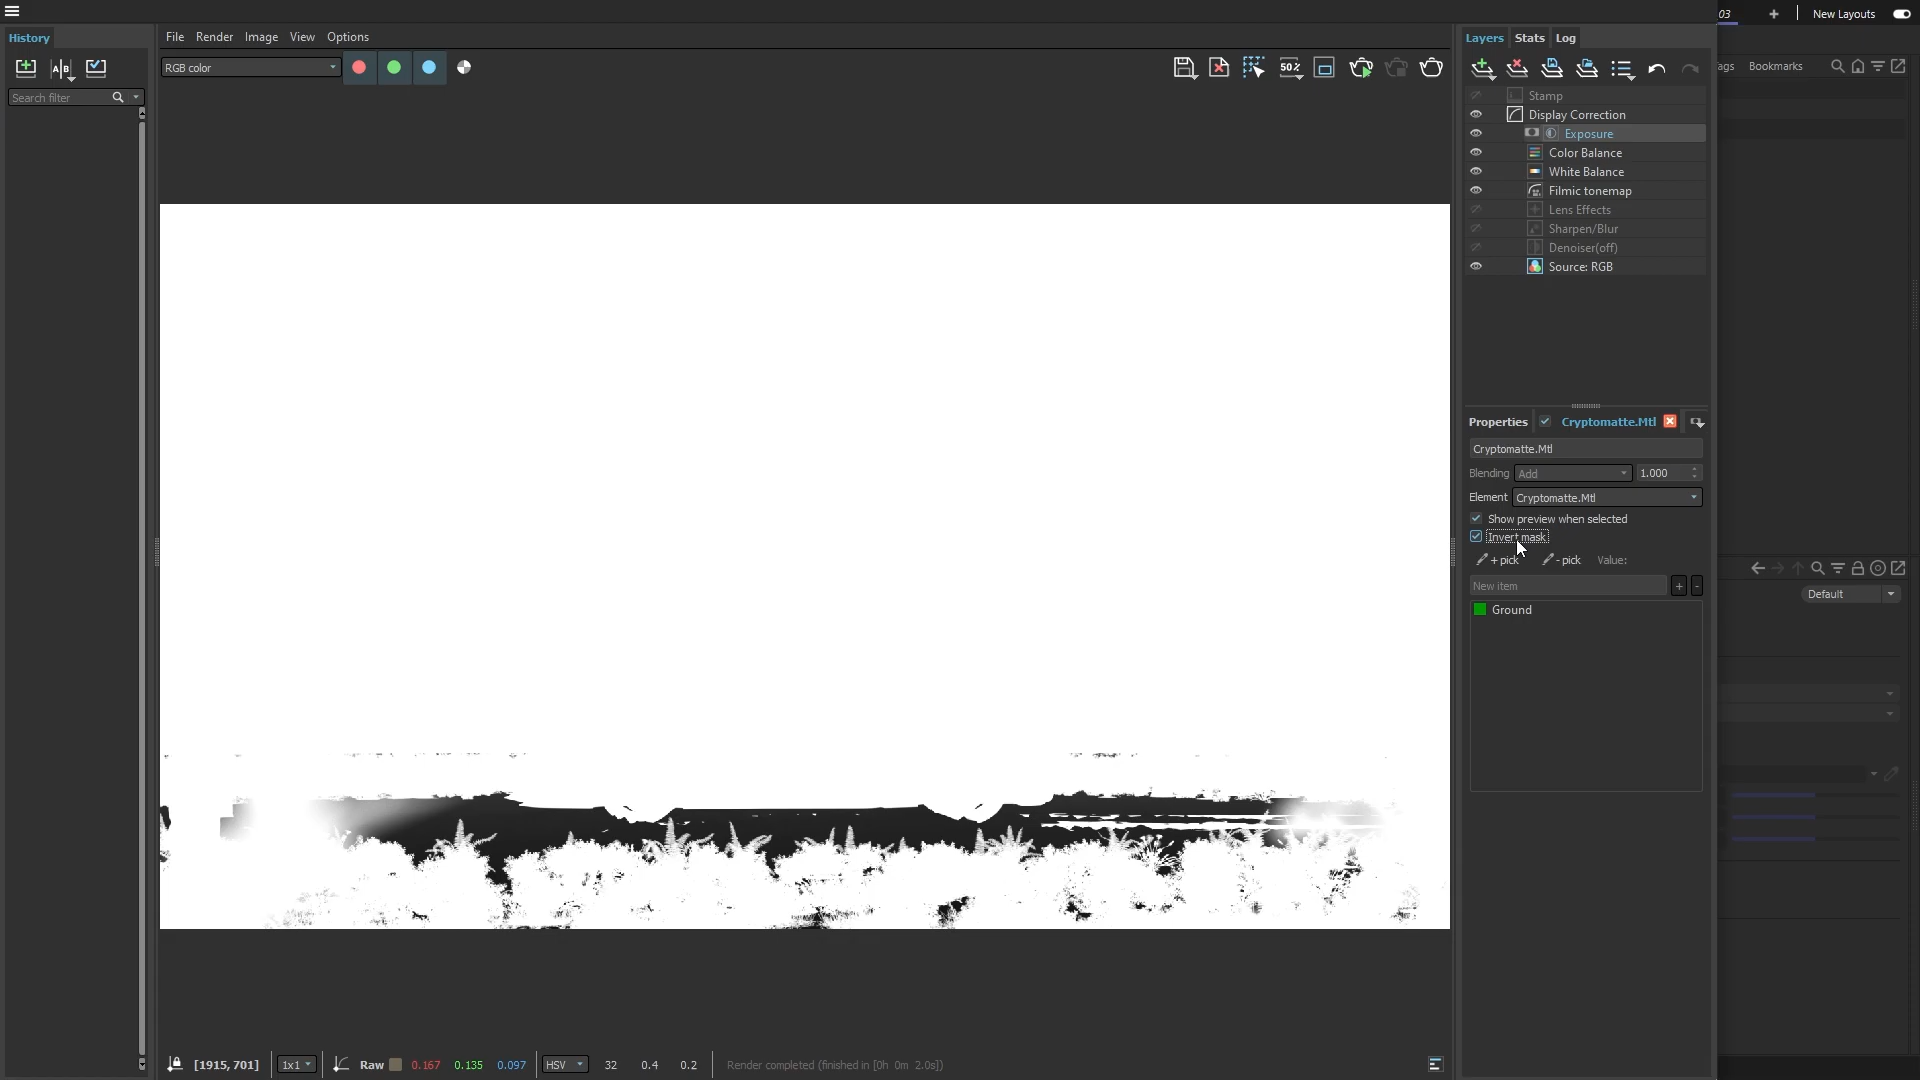 03
New Layouts
History
File Render Image View Options
Layers Stats Log
RGB color
50%
Bookmarks
A B
Search filter
Stamp
Display Correction
Exposure
Color Balance
White Balance
Filmic tonemap
Lens Effects
Sharpen/Blur
Denoiser(off)
Source: RGB
Properties Cryptomatte.Mtl
Cryptomatte.Mtl
Blending Add 1.000
Element Cryptomatte.Mtl
Show preview when selected
Invert mask
+ pick - pick Value:
New item + -
Default
Ground
[1915, 701] 1x1 Raw 0.167 0.135 0.097 HSV 32 0.4 0.2 Render completed (finished in [0h 0m 2.0s])